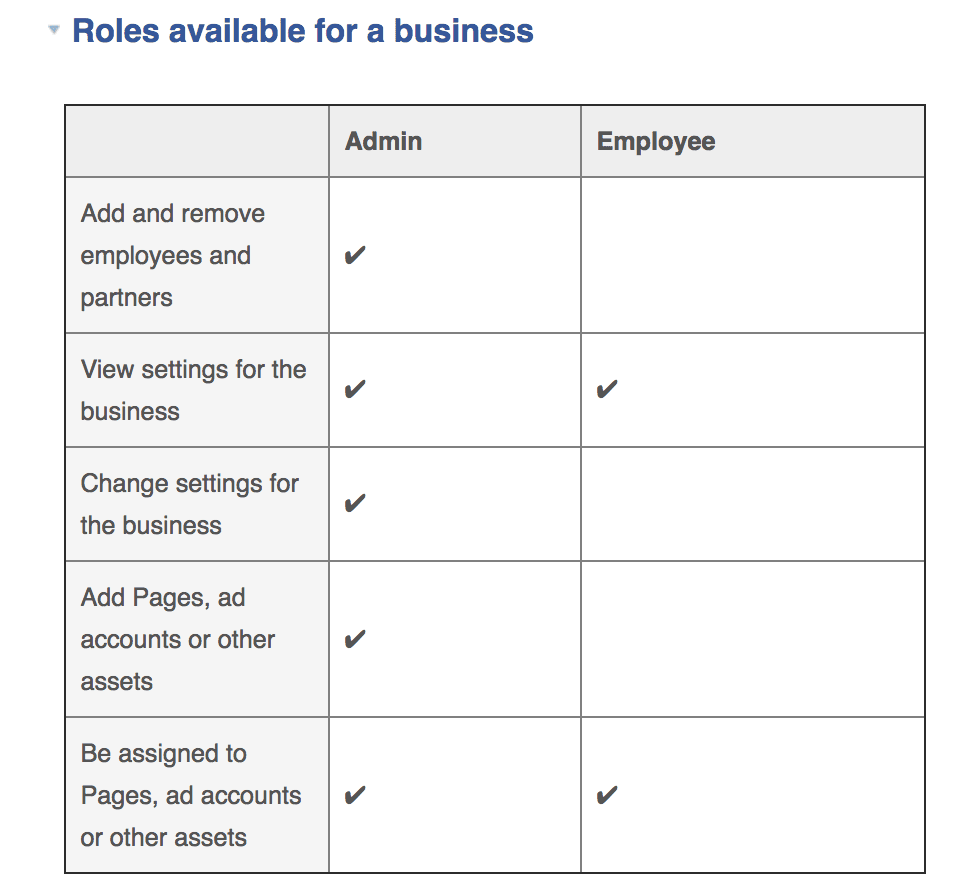 Roles available for a business
Admin Employee
Add and remove
employees and
partners
✔
View settings for the
business
✔ ✔
Change settings for
the business
✔
Add Pages, ad
accounts or other
assets
✔
Be assigned to
Pages, ad accounts
or other assets
✔ ✔